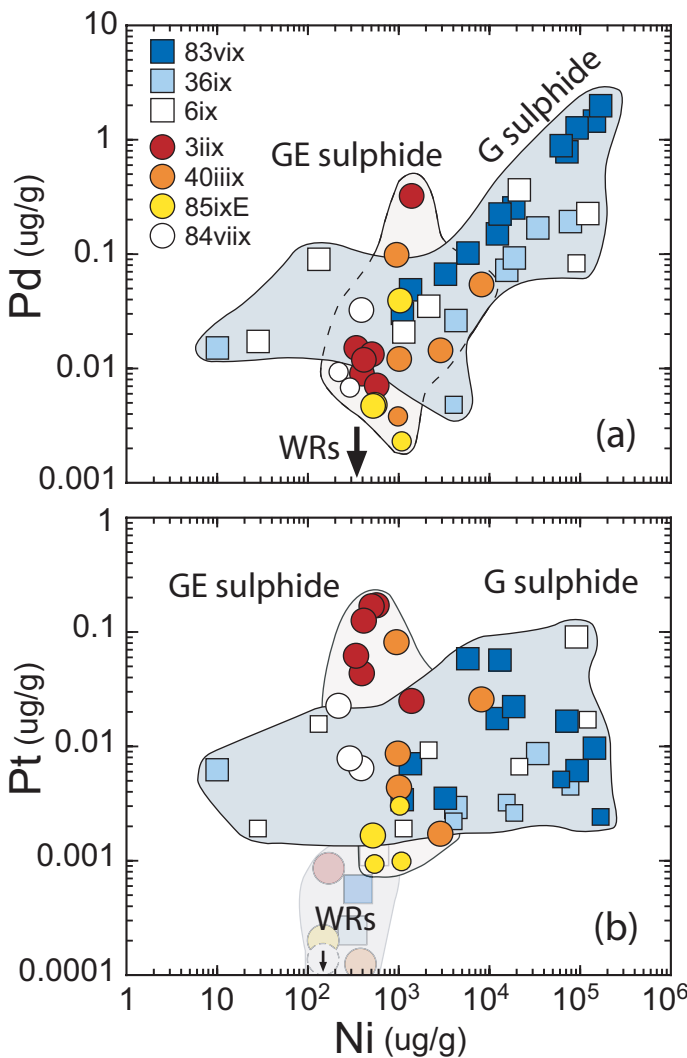 10
1
0.1
0.01
0.001
Pd (ug/g)
83vix
36ix
6ix
3iix
40iiix
85ixE
84viix
GE sulphide
G sulphide
WRs
(a)
1
0.1
0.01
0.001
0.0001
Pt (ug/g)
GE sulphide
G sulphide
WRs
(b)
1
10
10²
10³
10⁴
10⁵
10⁶
Ni (ug/g)